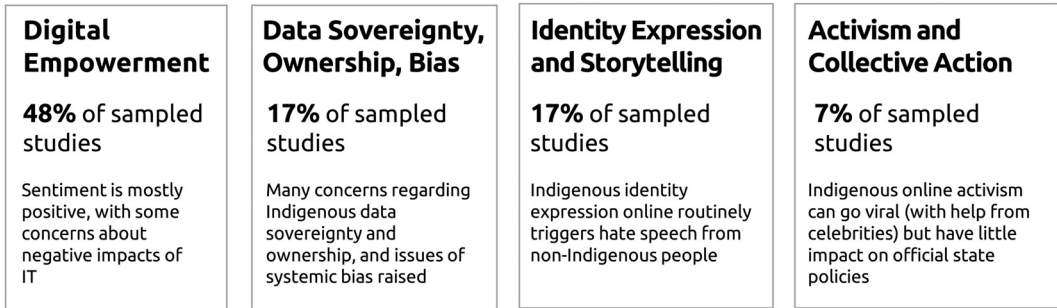 Digital
Empowerment
48% of sampled
studies
Sentiment is mostly
positive, with some
concerns about
negative impacts of
IT
Data Sovereignty,
Ownership, Bias
17% of sampled
studies
Many concerns regarding
Indigenous data
sovereignty and
ownership, and issues of
systemic bias raised
Identity Expression
and Storytelling
17% of sampled
studies
Indigenous identity
expression online routinely
triggers hate speech from
non-Indigenous people
Activism and
Collective Action
7% of sampled
studies
Indigenous online activism
can go viral (with help from
celebrities) but have little
impact on official state
policies